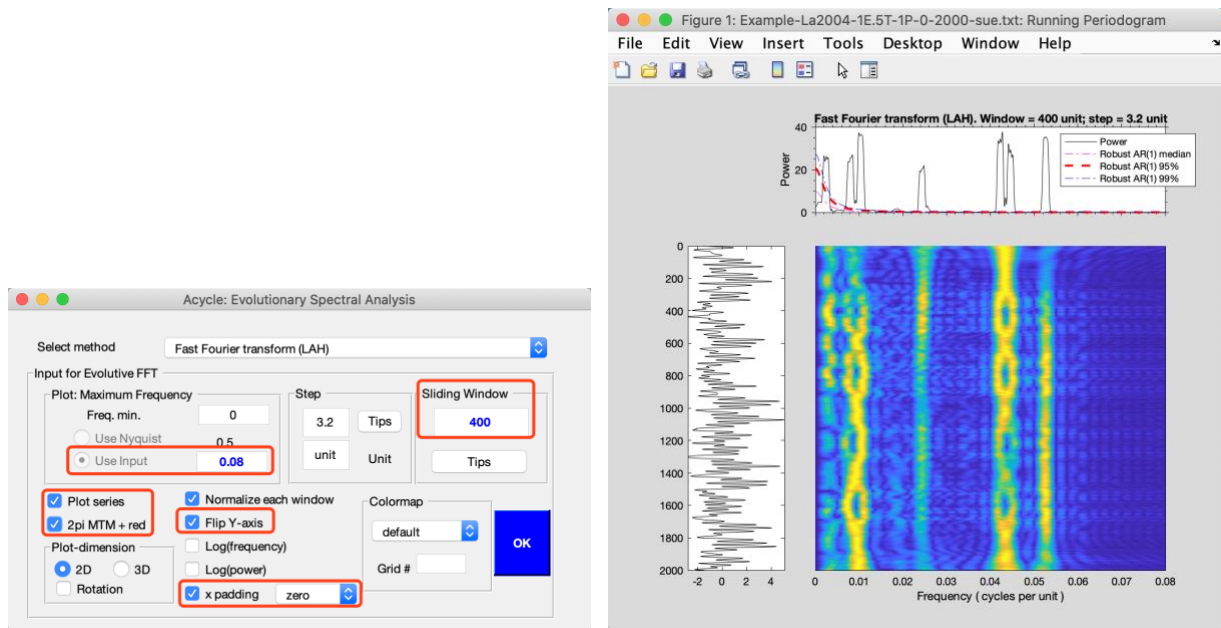 Acycle: Evolutionary Spectral Analysis
Select method
Fast Fourier transform (LAH)
Input for Evolutive FFT
Plot: Maximum Frequency
Freq. min.
0
Use Nyquist
0.5
Use Input
0.08
Step
3.2
Tips
unit
Unit
Sliding Window
400
Tips
Plot series
2pi MTM + red
Normalize each window
Flip Y-axis
Log(frequency)
Log(power)
x padding
zero
Plot-dimension
2D
3D
Rotation
Colormap
default
Grid #
OK
Figure 1: Example-La2004-1E.5T-1P-0-2000-sue.txt: Running Periodogram
File Edit View Insert Tools Desktop Window Help
Fast Fourier transform (LAH). Window = 400 unit; step = 3.2 unit
40
20
0
Power
Power
Robust AR(1) median
Robust AR(1) 95%
Robust AR(1) 99%
0
200
400
600
800
1000
1200
1400
1600
1800
2000
-2 0 2 4
0 0.01 0.02 0.03 0.04 0.05 0.06 0.07 0.08
Frequency ( cycles per unit )